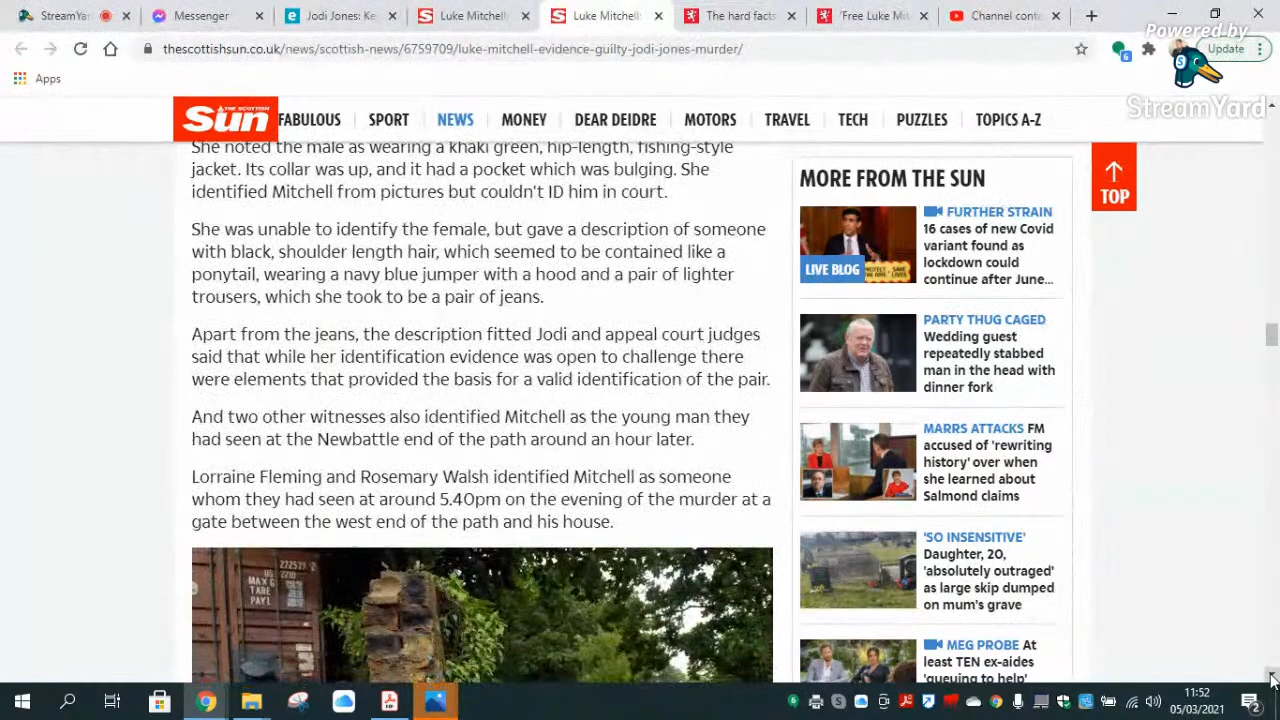 StreamYard
Messenger
Jodi Jones: Ke
Luke Mitchell
Luke Mitchell
The hard facts
Free Luke Mi
Channel conte
thescottishsun.co.uk/news/scottish-news/6759709/luke-mitchell-evidence-guilty-jodi-jones-murder/
6
Update
Powered by
StreamYard
Apps
THE SCOTTISH
Sun
FABULOUS
SPORT
NEWS
MONEY
DEAR DEIDRE
MOTORS
TRAVEL
TECH
PUZZLES
TOPICS A-Z
She noted the male as wearing a khaki green, hip-length, fishing-style
jacket. Its collar was up, and it had a pocket which was bulging. She
identified Mitchell from pictures but couldn't ID him in court.
She was unable to identify the female, but gave a description of someone
with black, shoulder length hair, which seemed to be contained like a
ponytail, wearing a navy blue jumper with a hood and a pair of lighter
trousers, which she took to be a pair of jeans.
Apart from the jeans, the description fitted Jodi and appeal court judges
said that while her identification evidence was open to challenge there
were elements that provided the basis for a valid identification of the pair.
And two other witnesses also identified Mitchell as the young man they
had seen at the Newbattle end of the path around an hour later.
Lorraine Fleming and Rosemary Walsh identified Mitchell as someone
whom they had seen at around 5.40pm on the evening of the murder at a
gate between the west end of the path and his house.
MORE FROM THE SUN
FURTHER STRAIN
16 cases of new Covid
variant found as
lockdown could
continue after June...
LIVE BLOG
PARTY THUG CAGED
Wedding guest
repeatedly stabbed
man in the head with
dinner fork
MARRS ATTACKS FM
accused of 'rewriting
history' over when
she learned about
Salmond claims
'SO INSENSITIVE'
Daughter, 20,
'absolutely outraged'
as large skip dumped
on mum's grave
MEG PROBE At
least TEN ex-aides
'queuing to help'
TOP
11:52
05/03/2021
2